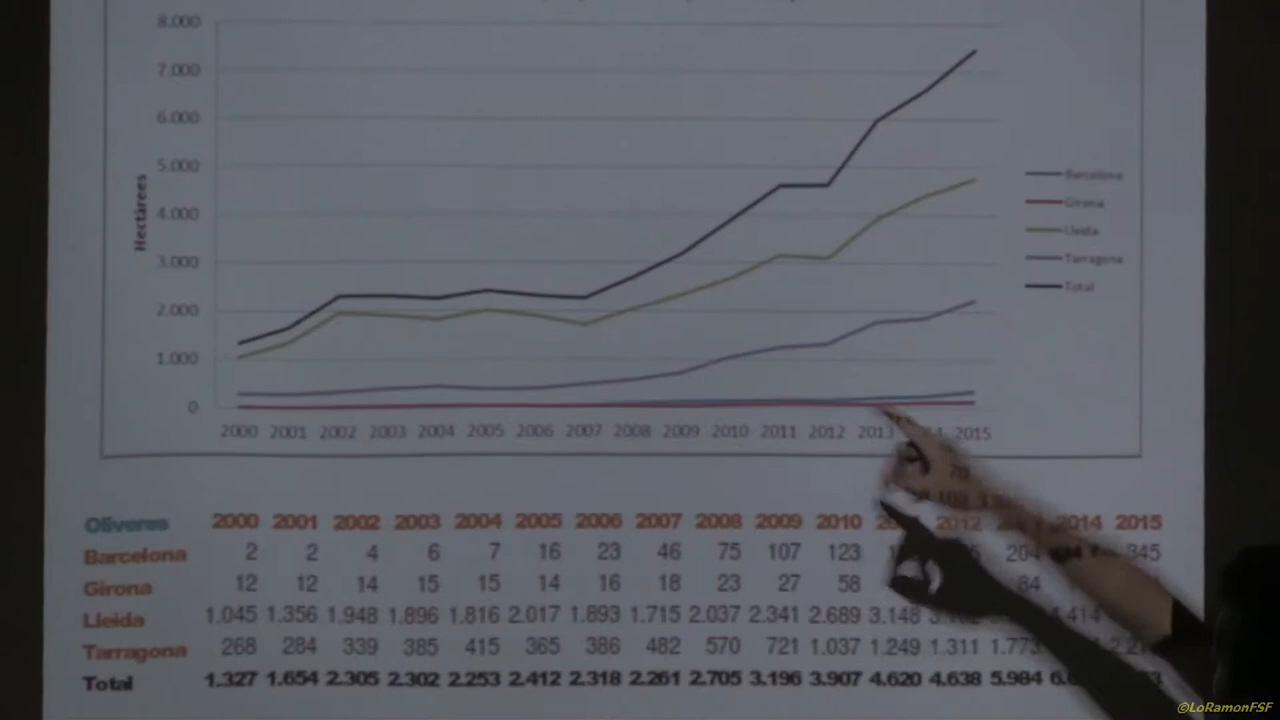 8.000
7.000
6.000
5.000
4.000
3.000
2.000
1.000
0
Hectàrees
Barcelona
Girona
Lleida
Tarragona
Total
2000 2001 2002 2003 2004 2005 2006 2007 2008 2009 2010 2011 2012 2013 2015
70
Oliveres 2000 2001 2002 2003 2004 2005 2006 2007 2008 2009 2010 2012 2014 2015
Barcelona 2 2 4 6 7 16 23 46 75 107 123 204 345
Girona 12 12 14 15 15 14 16 18 23 27 58 84
Lleida 1.045 1.356 1.948 1.896 1.816 2.017 1.893 1.715 2.037 2.341 2.689 3.148 4.414
Tarragona 268 284 339 385 415 365 386 482 570 721 1.037 1.249 1.311 1.773
Total 1.327 1.654 2.305 2.302 2.253 2.412 2.318 2.261 2.705 3.196 3.907 4.620 4.638 5.984
©LoRamonFSF